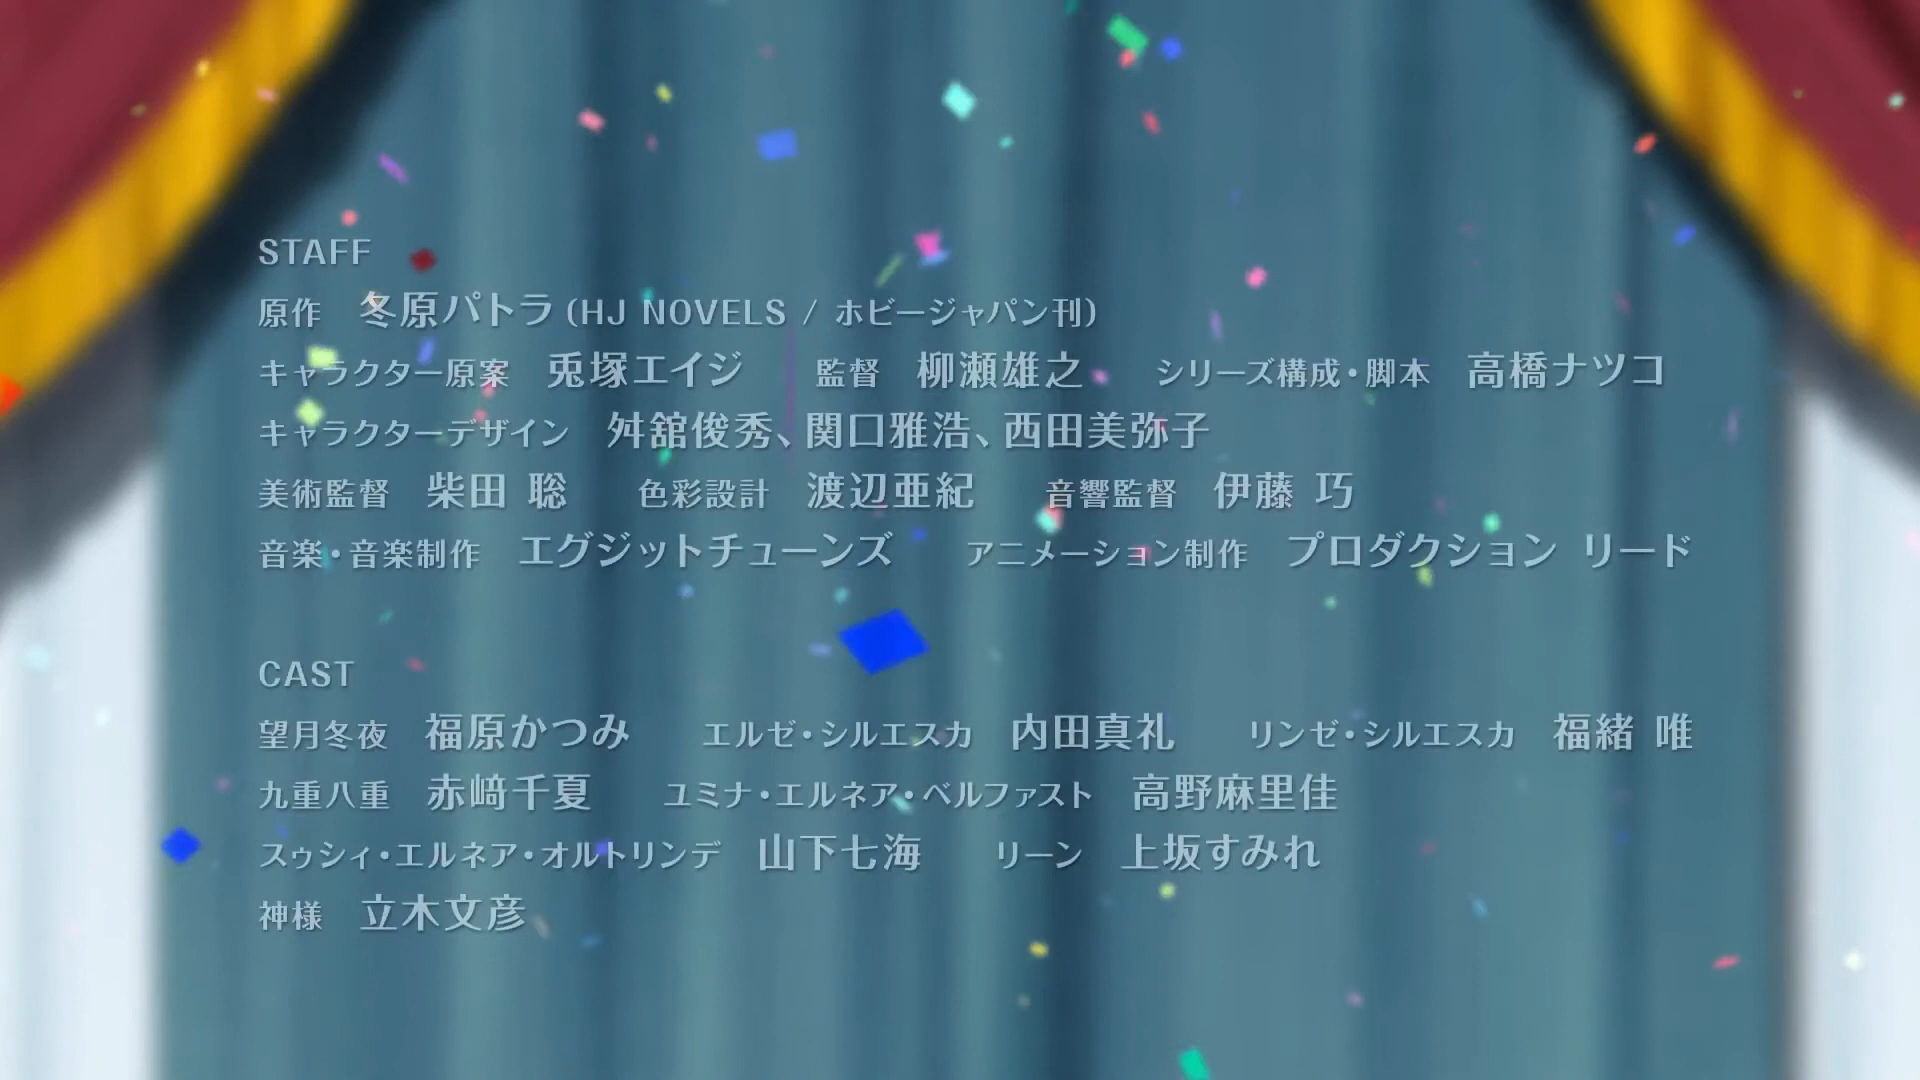 STAFF
原作 冬原パトラ(HJ NOVELS / ホビージャパン刊)
キャラクター原案 兎塚エイジ 監督 柳瀬雄之 シリーズ構成・脚本 高橋ナツコ
キャラクターデザイン 舛舘俊秀、関口雅浩、西田美弥子
美術監督 柴田 聡 色彩設計 渡辺亜紀 音響監督 伊藤 巧
音楽・音楽制作 エグジットチューンズ アニメーション制作 プロダクション リード
CAST
望月冬夜 福原かつみ エルゼ・シルエスカ 内田真礼 リンゼ・シルエスカ 福緒 唯
九重八重 赤﨑千夏 ユミナ・エルネア・ベルファスト 高野麻里佳
スゥシィ・エルネア・オルトリンデ 山下七海 リーン 上坂すみれ
神様 立木文彦